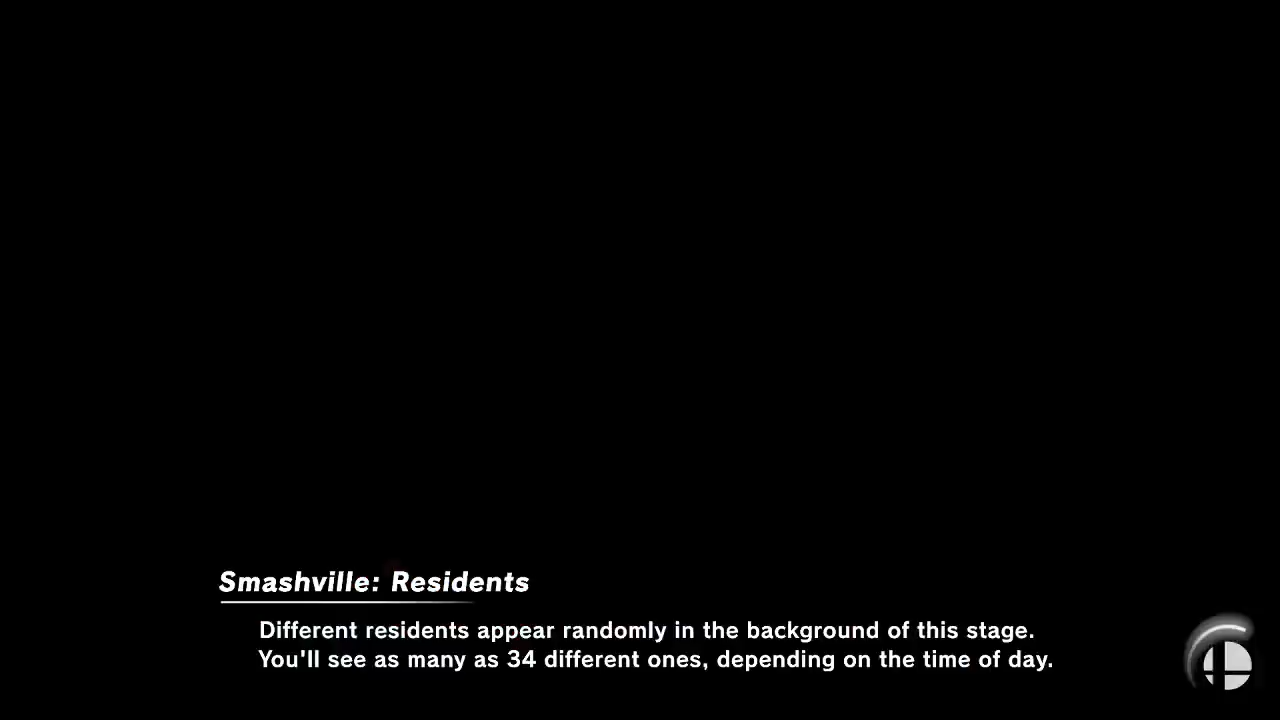 Smashville: Residents
Different residents appear randomly in the background of this stage.
You'll see as many as 34 different ones, depending on the time of day.